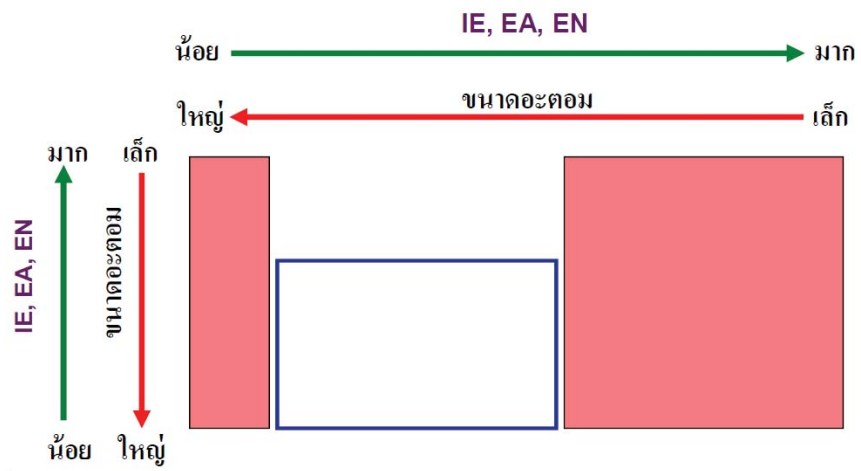 IE, EA, EN
น้อย มาก
ขนาดอะตอม
ใหญ่ เล็ก
มาก เล็ก
IE, EA, EN
ขนาดอะตอม
น้อย ใหญ่